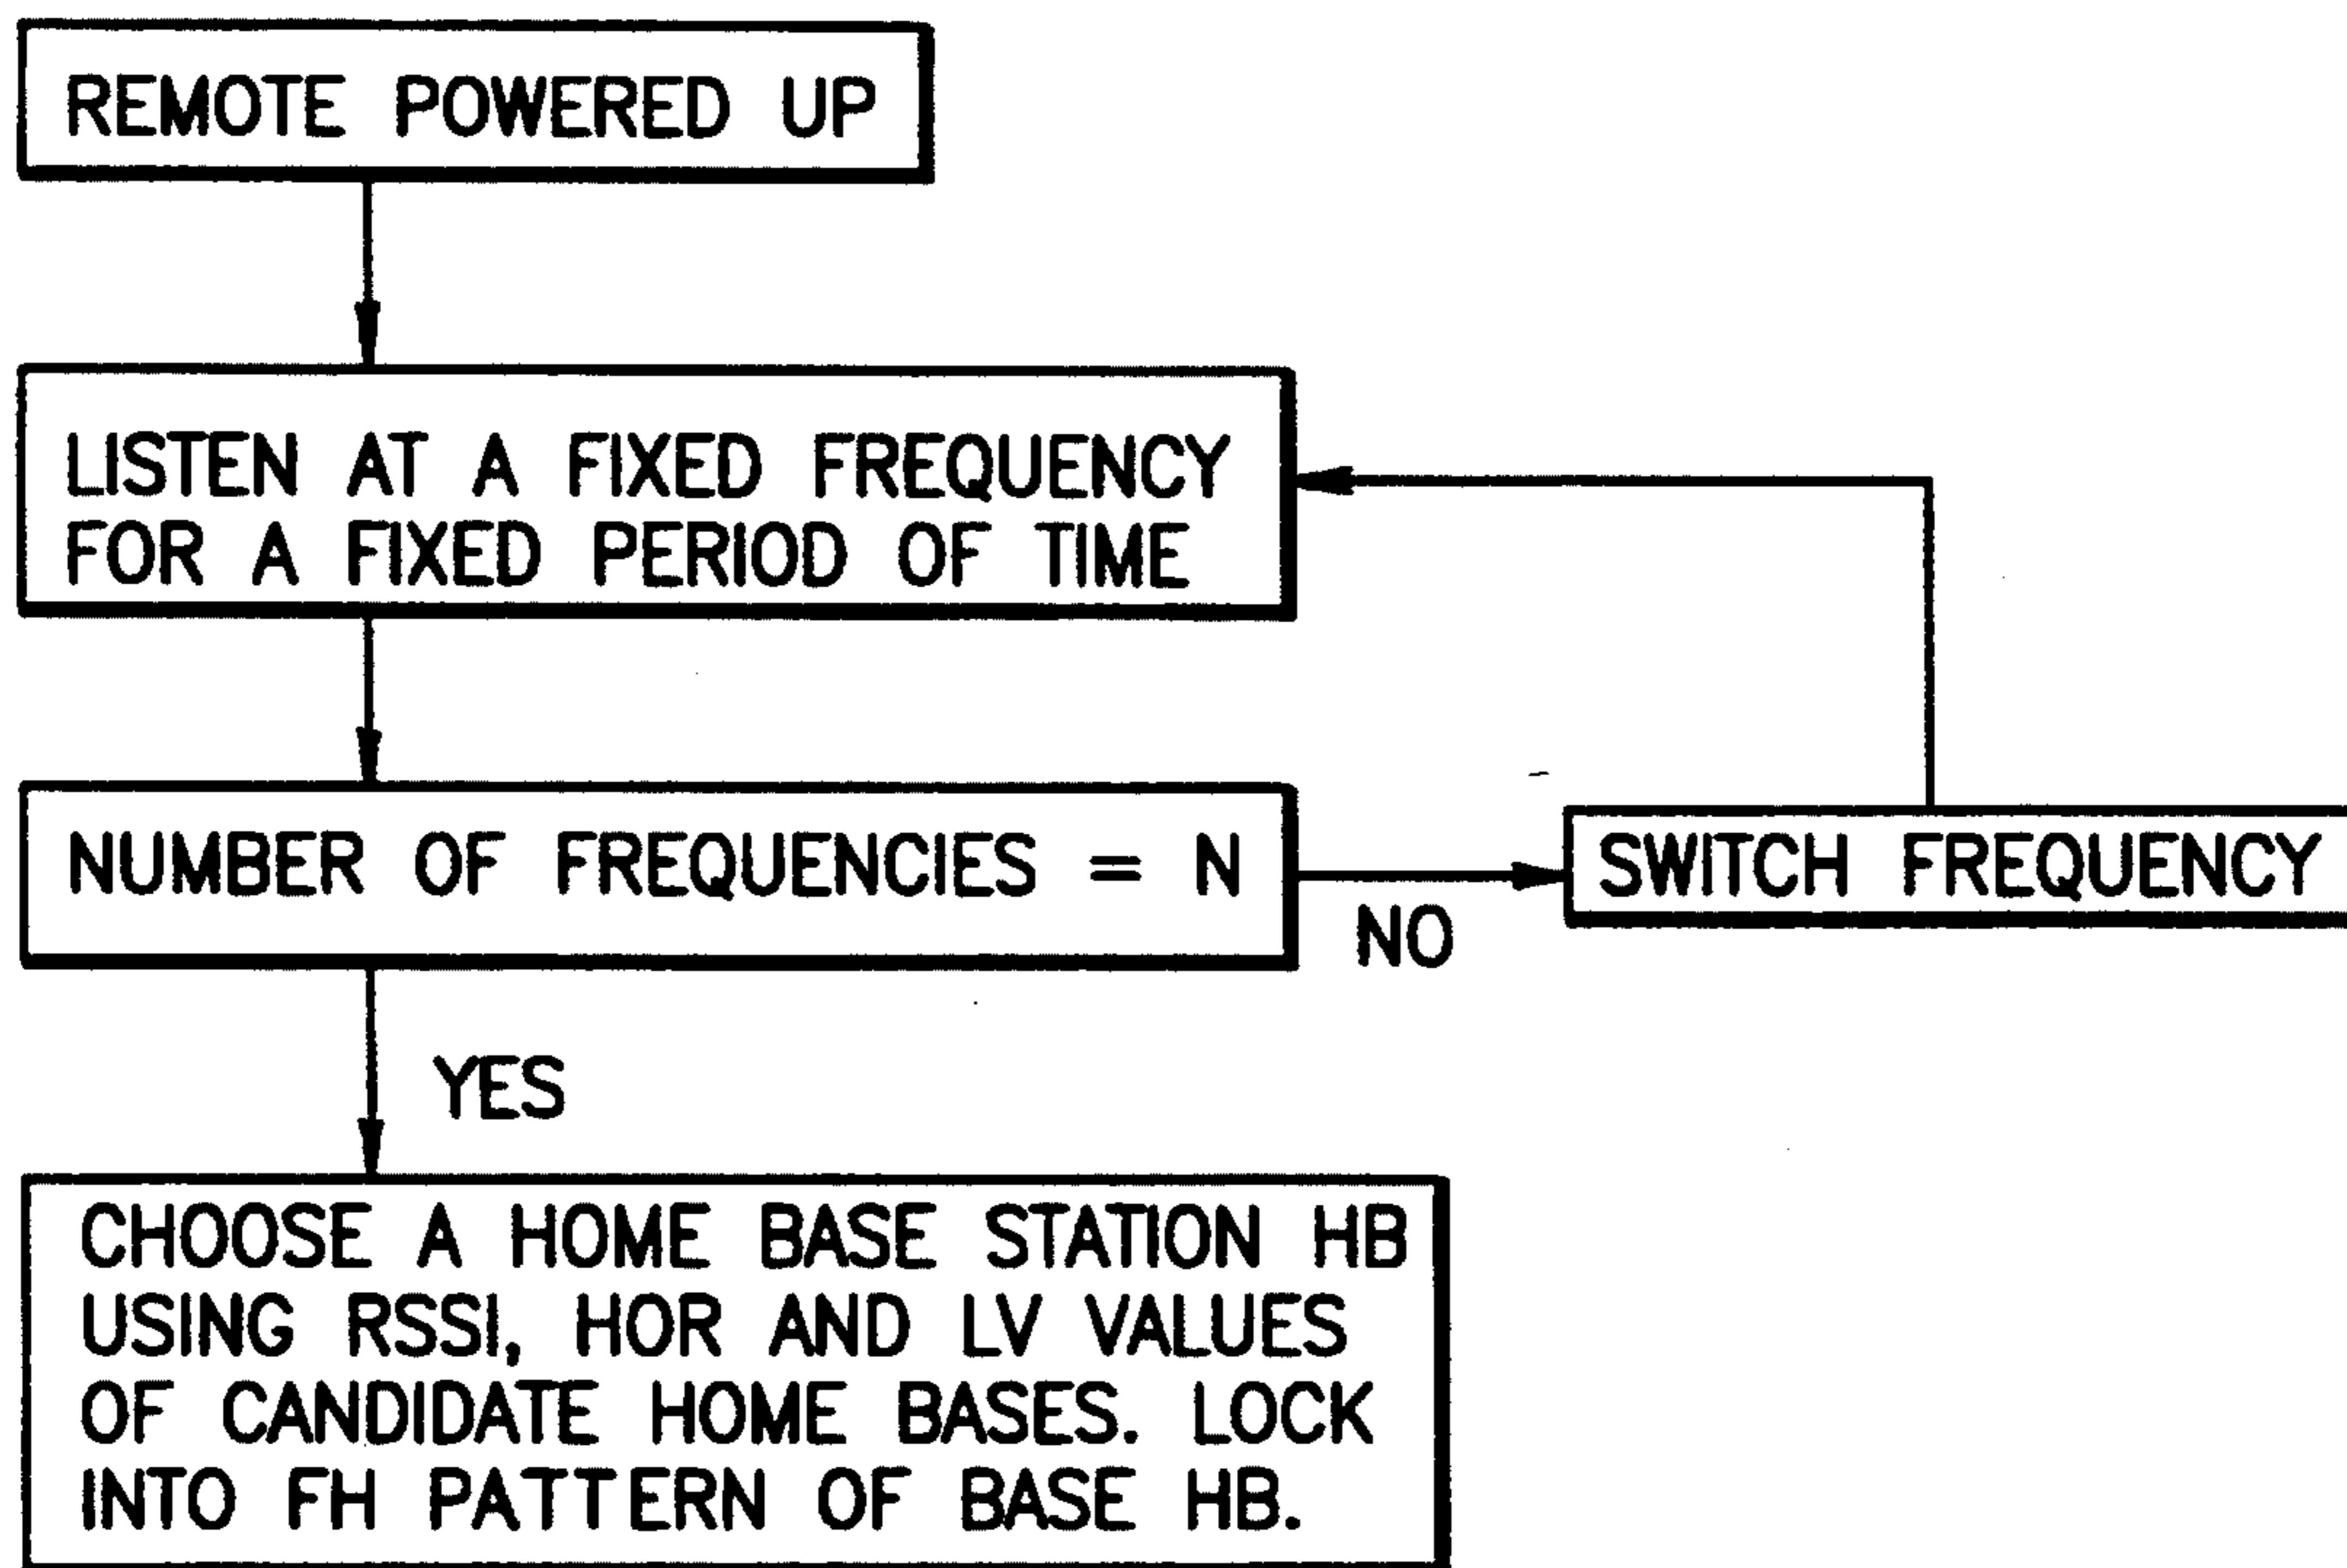 REMOTE POWERED UP
LISTEN AT A FIXED FREQUENCY
FOR A FIXED PERIOD OF TIME
NUMBER OF FREQUENCIES = N
SWITCH FREQUENCY
NO
YES
CHOOSE A HOME BASE STATION HB
USING RSSI, HOR AND LV VALUES
OF CANDIDATE HOME BASES. LOCK
INTO FH PATTERN OF BASE HB.